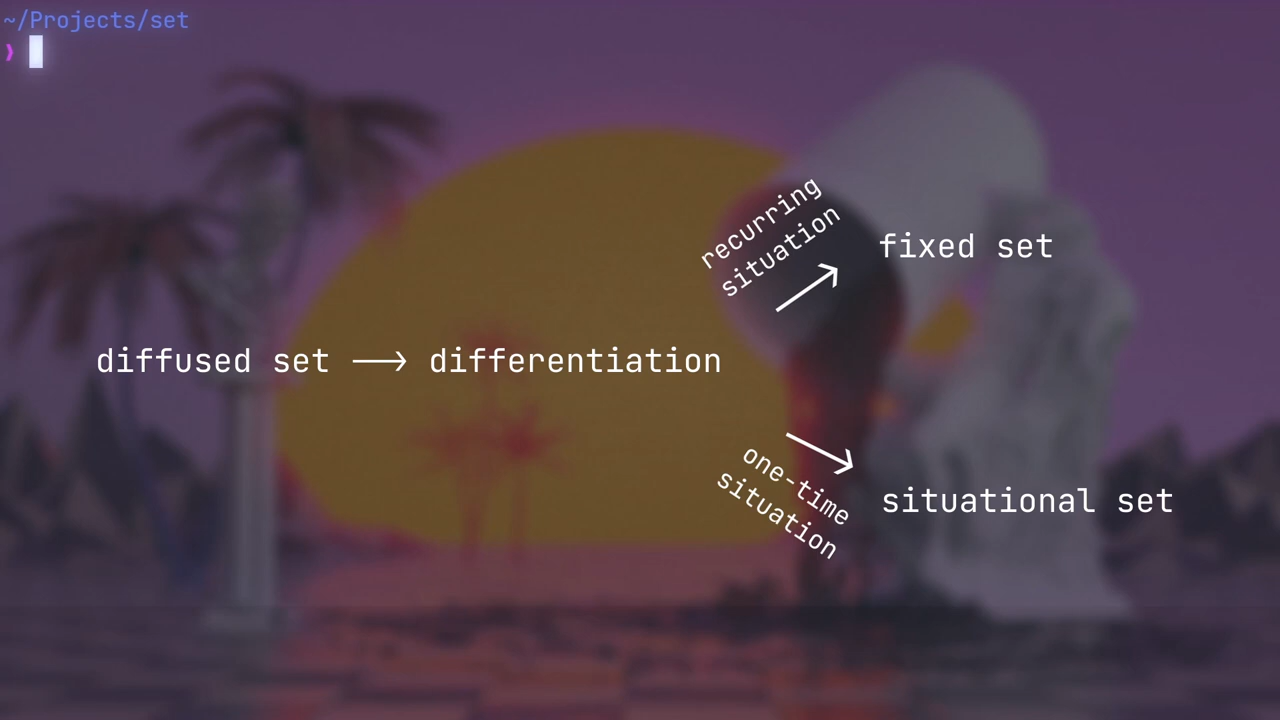 ~/Projects/set
❯
recurring
situation
fixed set
diffused set ⟶ differentiation
one-time
situation
situational set